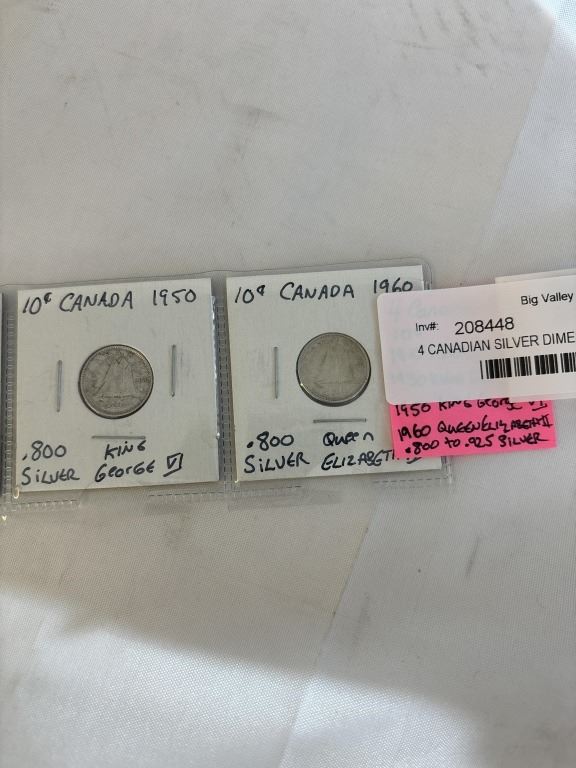 10¢ CANADA 1950
.800 KING
SILVER GEORGE VI
10¢ CANADA 1960
.800 QUEEN
SILVER ELIZABETH
Big Valley
Inv#: 208448
4 CANADIAN SILVER DIME
1950 KING GEORGE VI
1960 QUEEN ELIZABETH II
.800 TO .925 SILVER